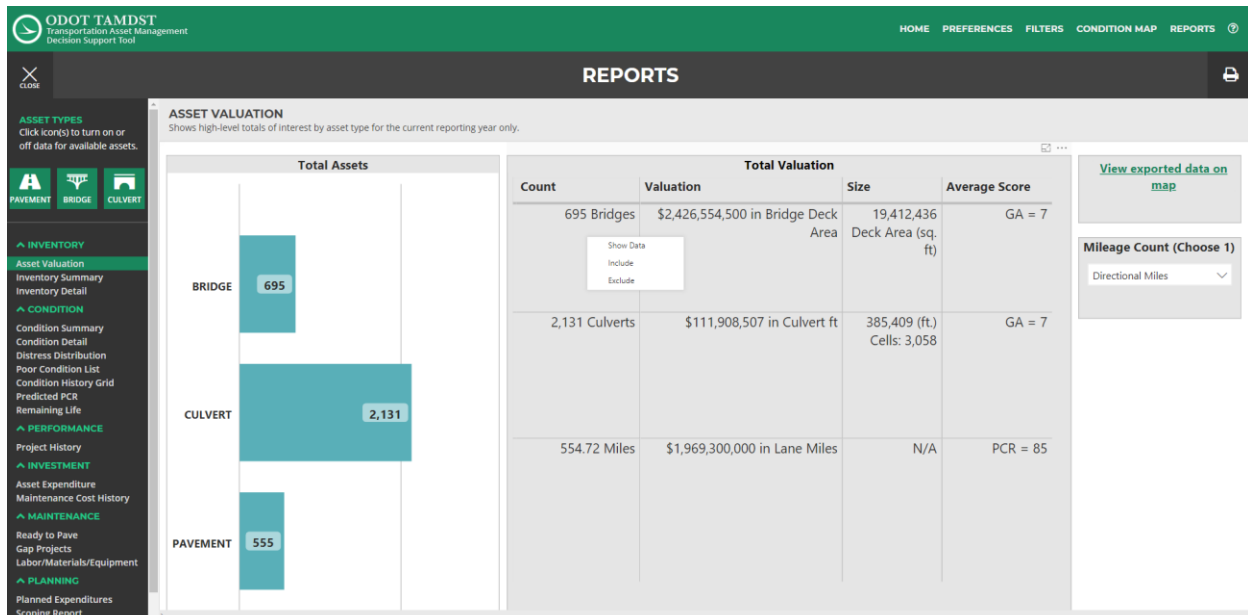 ODOT TAMDST
Transportation Asset Management
Decision Support Tool
HOME PREFERENCES FILTERS CONDITION MAP REPORTS ?
CLOSE
REPORTS
ASSET TYPES
Click icon(s) to turn on or
off data for available assets.
PAVEMENT BRIDGE CULVERT
INVENTORY
Asset Valuation
Inventory Summary
Inventory Detail
CONDITION
Condition Summary
Condition Detail
Distress Distribution
Poor Condition List
Condition History Grid
Predicted PCR
Remaining Life
PERFORMANCE
Project History
INVESTMENT
Asset Expenditure
Maintenance Cost History
MAINTENANCE
Ready to Pave
Gap Projects
Labor/Materials/Equipment
PLANNING
Planned Expenditures
Scoping Report
ASSET VALUATION
Shows high-level totals of interest by asset type for the current reporting year only.
Total Assets
BRIDGE 695
CULVERT 2,131
PAVEMENT 555
Total Valuation
Count Valuation Size Average Score
695 Bridges $2,426,554,500 in Bridge Deck 19,412,436 GA = 7
Area Deck Area (sq.
ft)
Show Data
Include
Exclude
2,131 Culverts $111,908,507 in Culvert ft 385,409 (ft.) GA = 7
Cells: 3,058
554.72 Miles $1,969,300,000 in Lane Miles N/A PCR = 85
View exported data on
map
Mileage Count (Choose 1)
Directional Miles